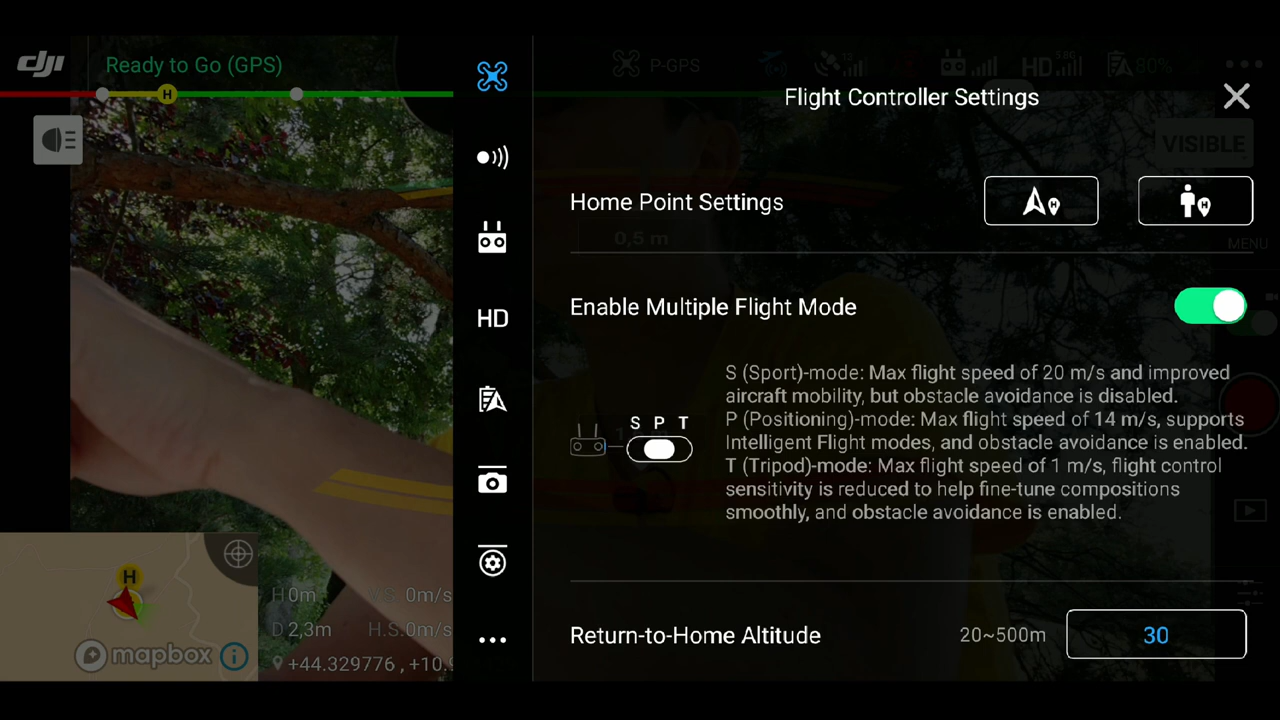 dji
Ready to Go (GPS)
P-GPS
HD
80%
Flight Controller Settings
VISIBLE
Home Point Settings
H
H
0,5 m
MENU
Enable Multiple Flight Mode
HD
S (Sport)-mode: Max flight speed of 20 m/s and improved
aircraft mobility, but obstacle avoidance is disabled.
P (Positioning)-mode: Max flight speed of 14 m/s, supports
Intelligent Flight modes, and obstacle avoidance is enabled.
T (Tripod)-mode: Max flight speed of 1 m/s, flight control
sensitivity is reduced to help fine-tune compositions
smoothly, and obstacle avoidance is enabled.
S P T
H
H 0m
V.S. 0m/s
D 2,3m
H.S. 0m/s
mapbox
+44.329776 , +10.9
Return-to-Home Altitude
20~500m
30